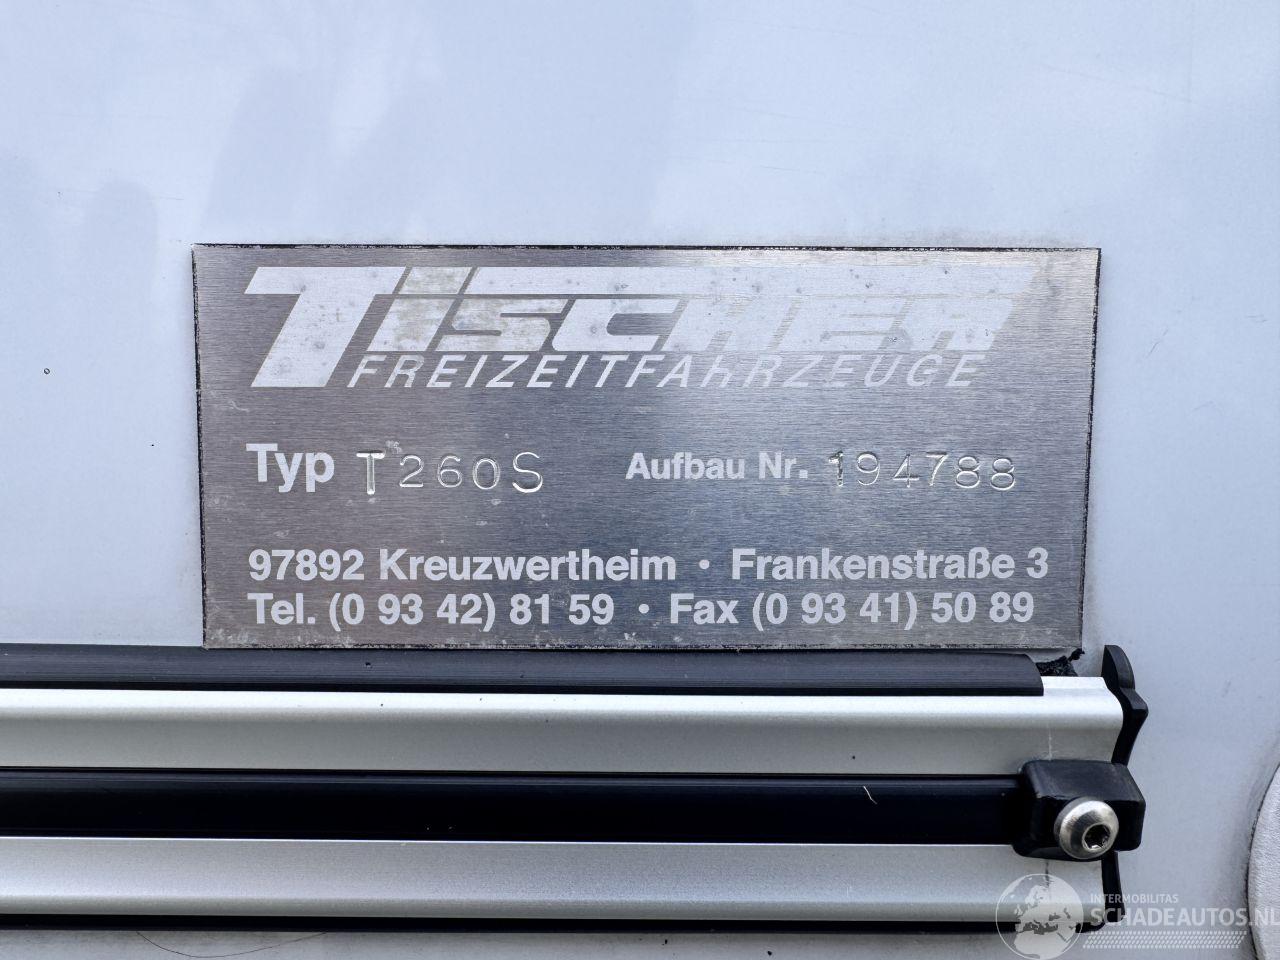 TISCHER
FREIZEITFAHRZEUGE
Typ T260S Aufbau Nr. 194788
97892 Kreuzwertheim · Frankenstraße 3
Tel. (0 93 42) 81 59 · Fax (0 93 41) 50 89
INTERMOBILITAS
SCHADEAUTOS.NL